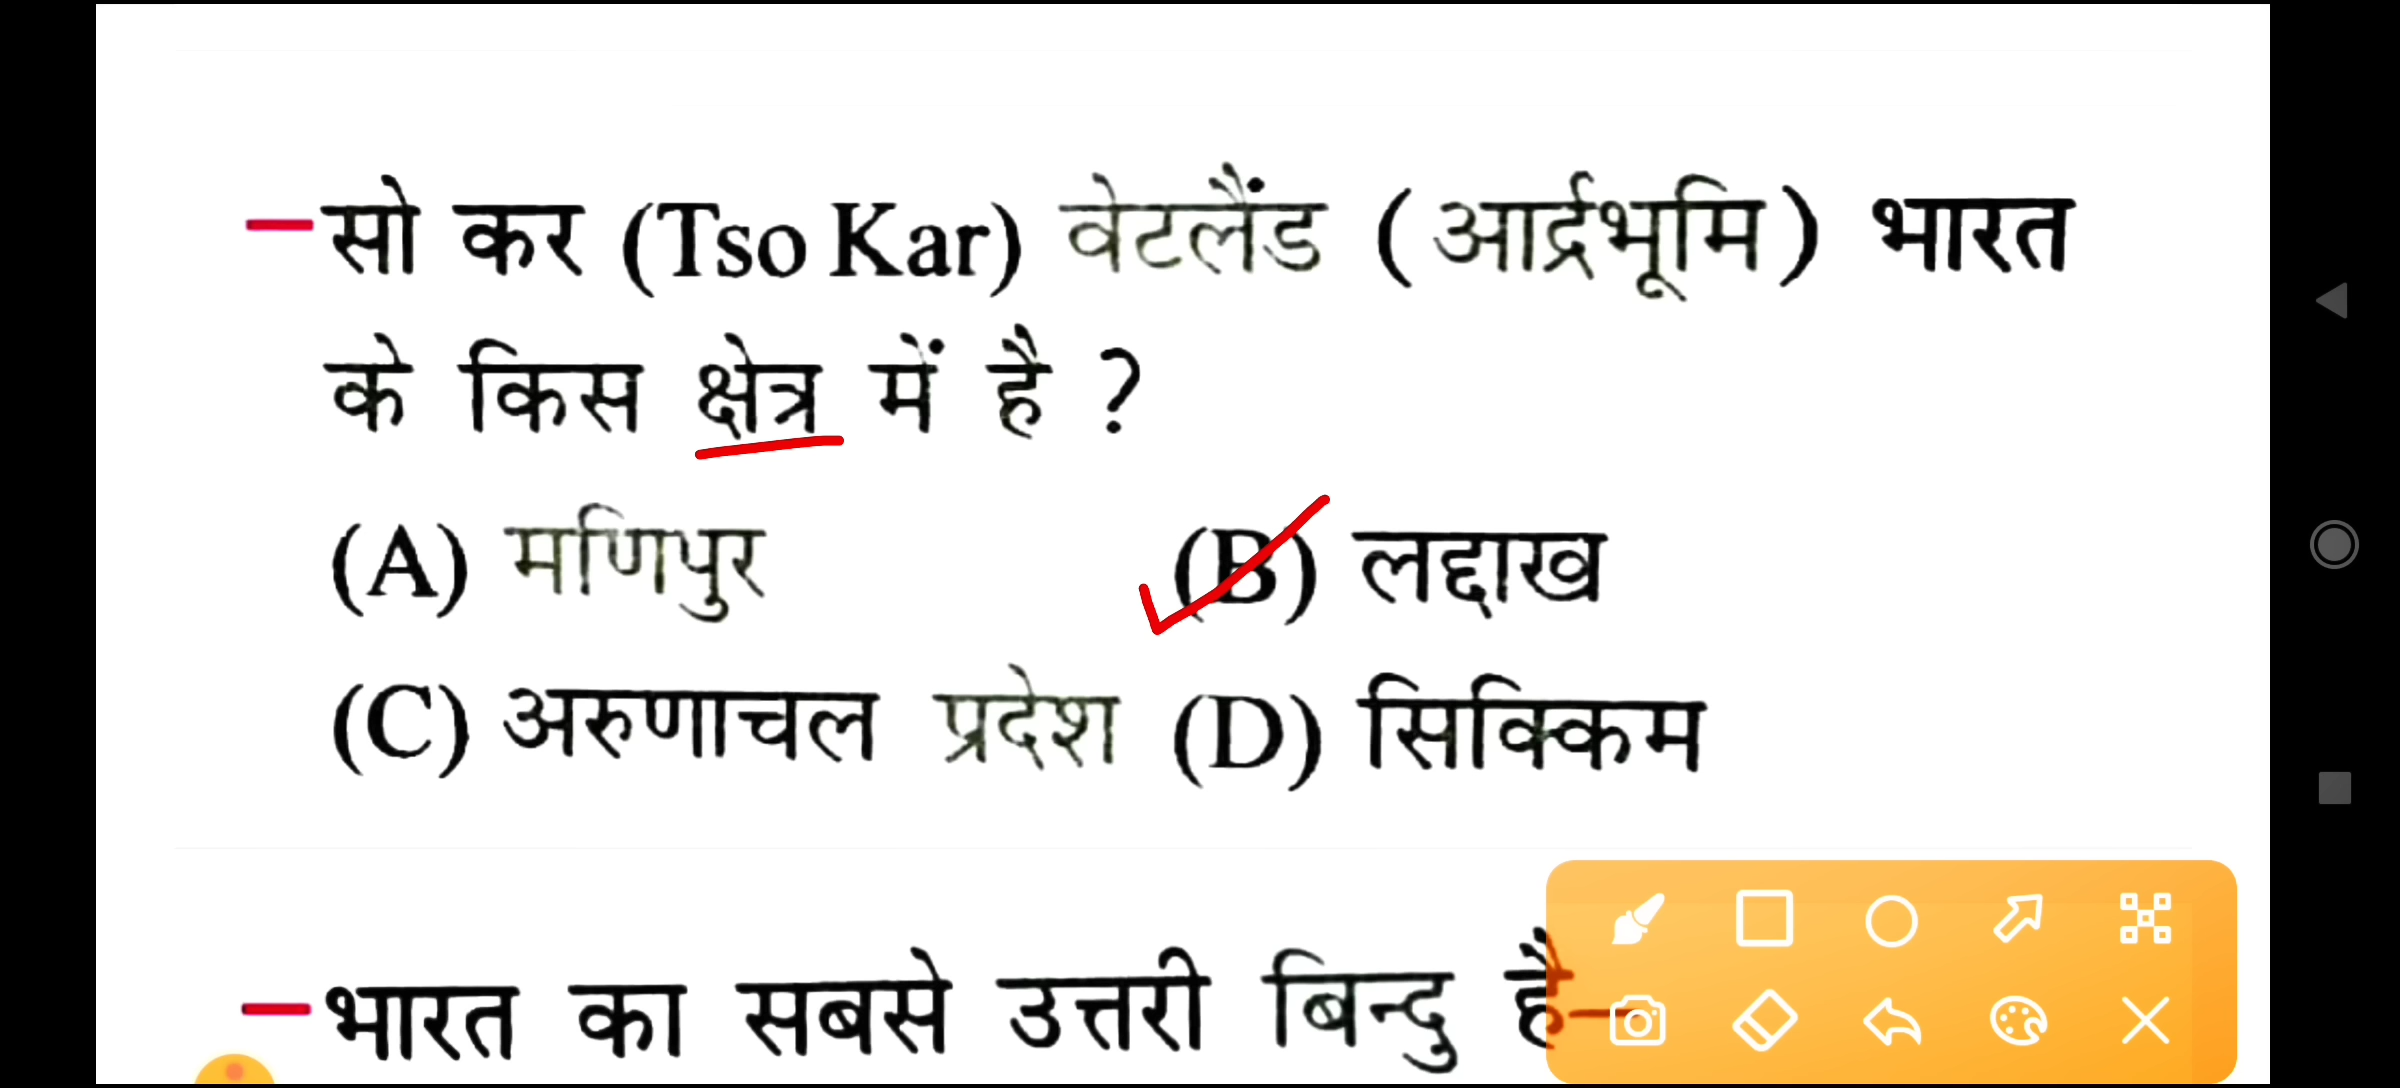 सो कर (Tso Kar) वेटलैंड (आर्द्रभूमि) भारत
के किस क्षेत्र में है ?
(A) मणिपुर (B) लद्दाख
(C) अरुणाचल प्रदेश (D) सिक्किम
भारत का सबसे उत्तरी बिन्दु है–